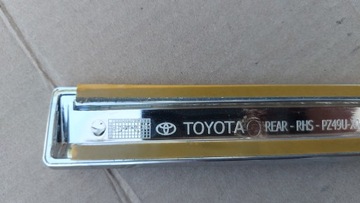 TOYOTA REAR - RHS - PZ49U-X